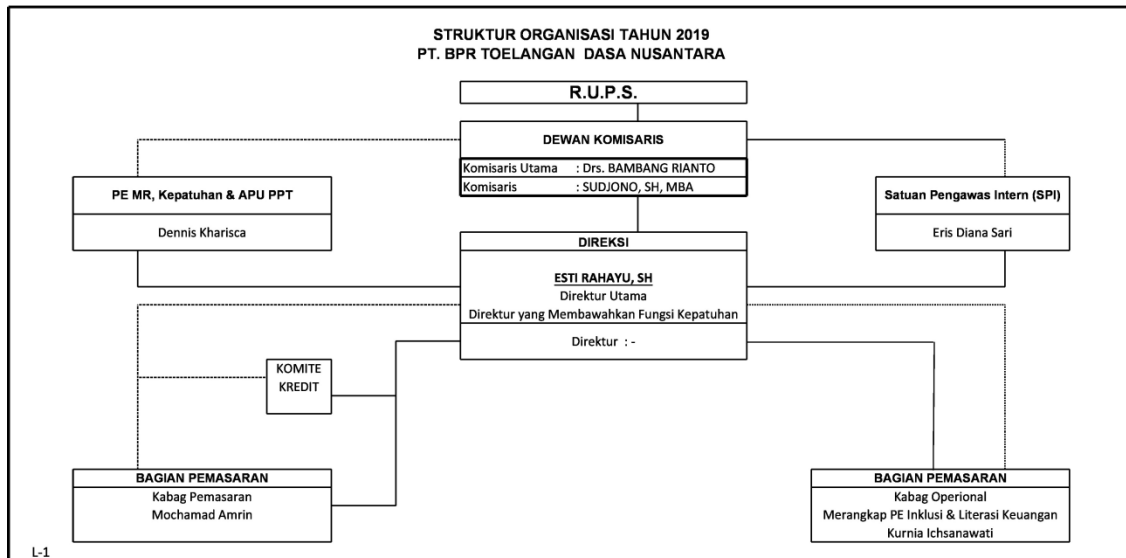 STRUKTUR ORGANISASI TAHUN 2019
PT. BPR TOELANGAN DASA NUSANTARA
R.U.P.S.
DEWAN KOMISARIS
Komisaris Utama : Drs. BAMBANG RIANTO
Komisaris : SUDJONO, SH, MBA
PE MR, Kepatuhan & APU PPT
Dennis Kharisca
Satuan Pengawas Intern (SPI)
Eris Diana Sari
DIREKSI
ESTI RAHAYU, SH
Direktur Utama
Direktur yang Membawahkan Fungsi Kepatuhan
Direktur : -
KOMITE
KREDIT
BAGIAN PEMASARAN
Kabag Pemasaran
Mochamad Amrin
BAGIAN PEMASARAN
Kabag Operional
Merangkap PE Inklusi & Literasi Keuangan
Kurnia Ichsanawati
L-1